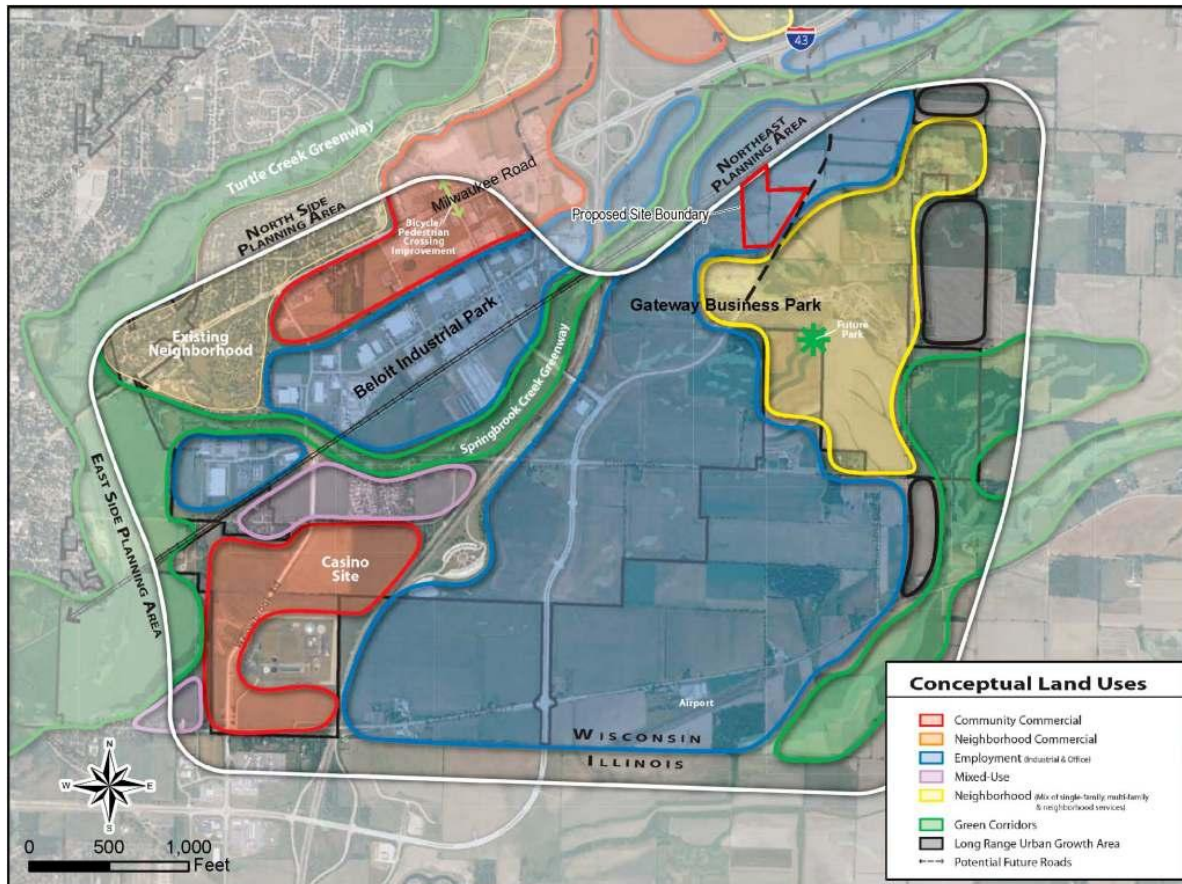 43
Turtle Creek Greenway
NORTH SIDE
PLANNING AREA
Milwaukee Road
Bicycle/
Pedestrian
Crossing
Improvement
NORTHEAST
PLANNING AREA
Proposed Site Boundary
Existing
Neighborhood
Beloit Industrial Park
Gateway Business Park
Future
Park
Springbrook Creek Greenway
EAST SIDE PLANNING AREA
Casino
Site
Airport
WISCONSIN
ILLINOIS
N
W
E
S
0 500 1,000
Feet
Conceptual Land Uses
Community Commercial
Neighborhood Commercial
Employment (Industrial & Office)
Mixed-Use
Neighborhood (Mix of single-family, multi-family
& neighborhood services)
Green Corridors
Long Range Urban Growth Area
Potential Future Roads